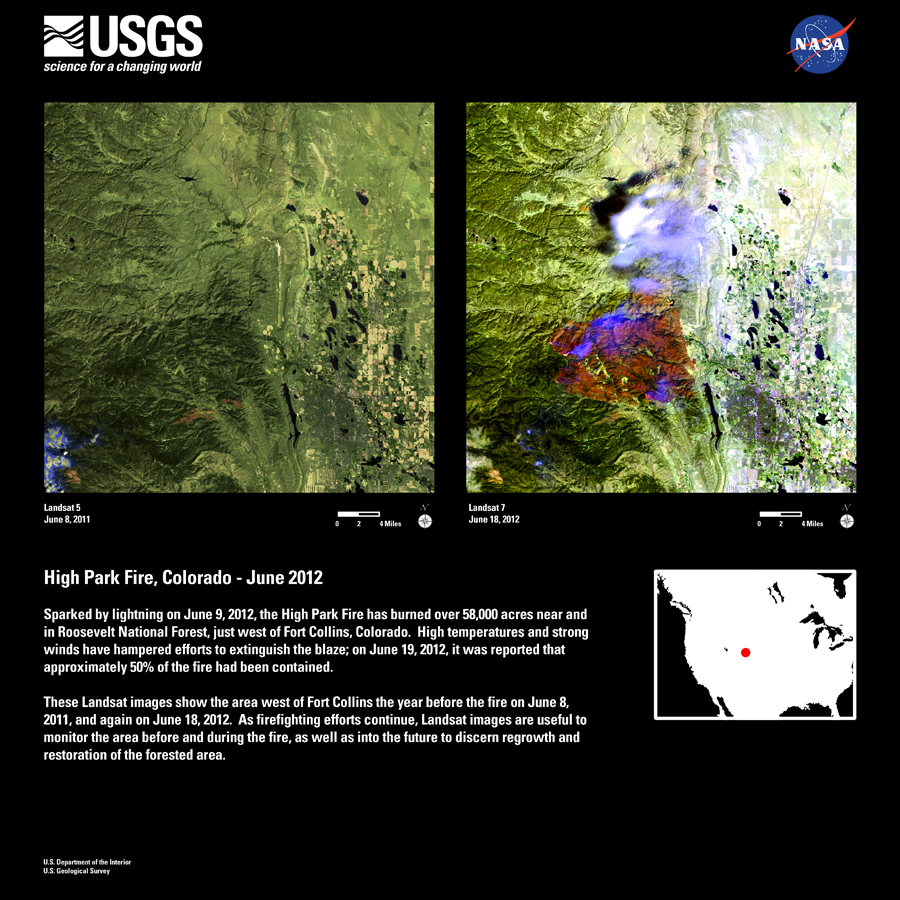 USGS
science for a changing world
NASA
Landsat 5
June 8, 2011
0 2 4 Miles
N
Landsat 7
June 18, 2012
0 2 4 Miles
N
High Park Fire, Colorado - June 2012
Sparked by lightning on June 9, 2012, the High Park Fire has burned over 58,000 acres near and
in Roosevelt National Forest, just west of Fort Collins, Colorado.  High temperatures and strong
winds have hampered efforts to extinguish the blaze; on June 19, 2012, it was reported that
approximately 50% of the fire had been contained.
These Landsat images show the area west of Fort Collins the year before the fire on June 8,
2011, and again on June 18, 2012.  As firefighting efforts continue, Landsat images are useful to
monitor the area before and during the fire, as well as into the future to discern regrowth and
restoration of the forested area.
U.S. Department of the Interior
U.S. Geological Survey